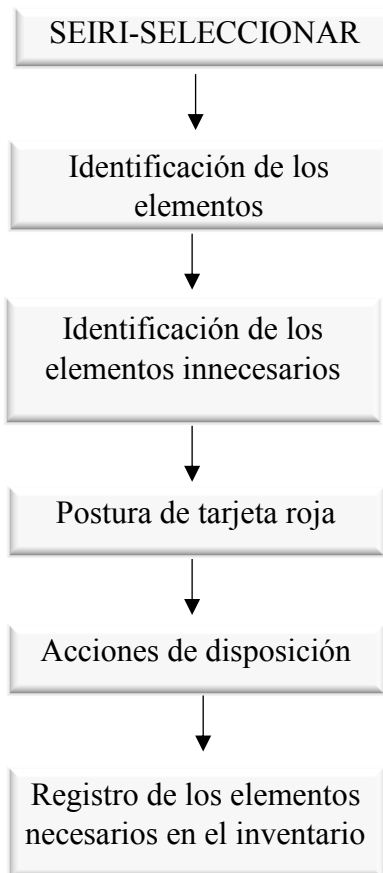 SEIRI-SELECCIONAR
Identificación de los
elementos
Identificación de los
elementos innecesarios
Postura de tarjeta roja
Acciones de disposición
Registro de los elementos
necesarios en el inventario